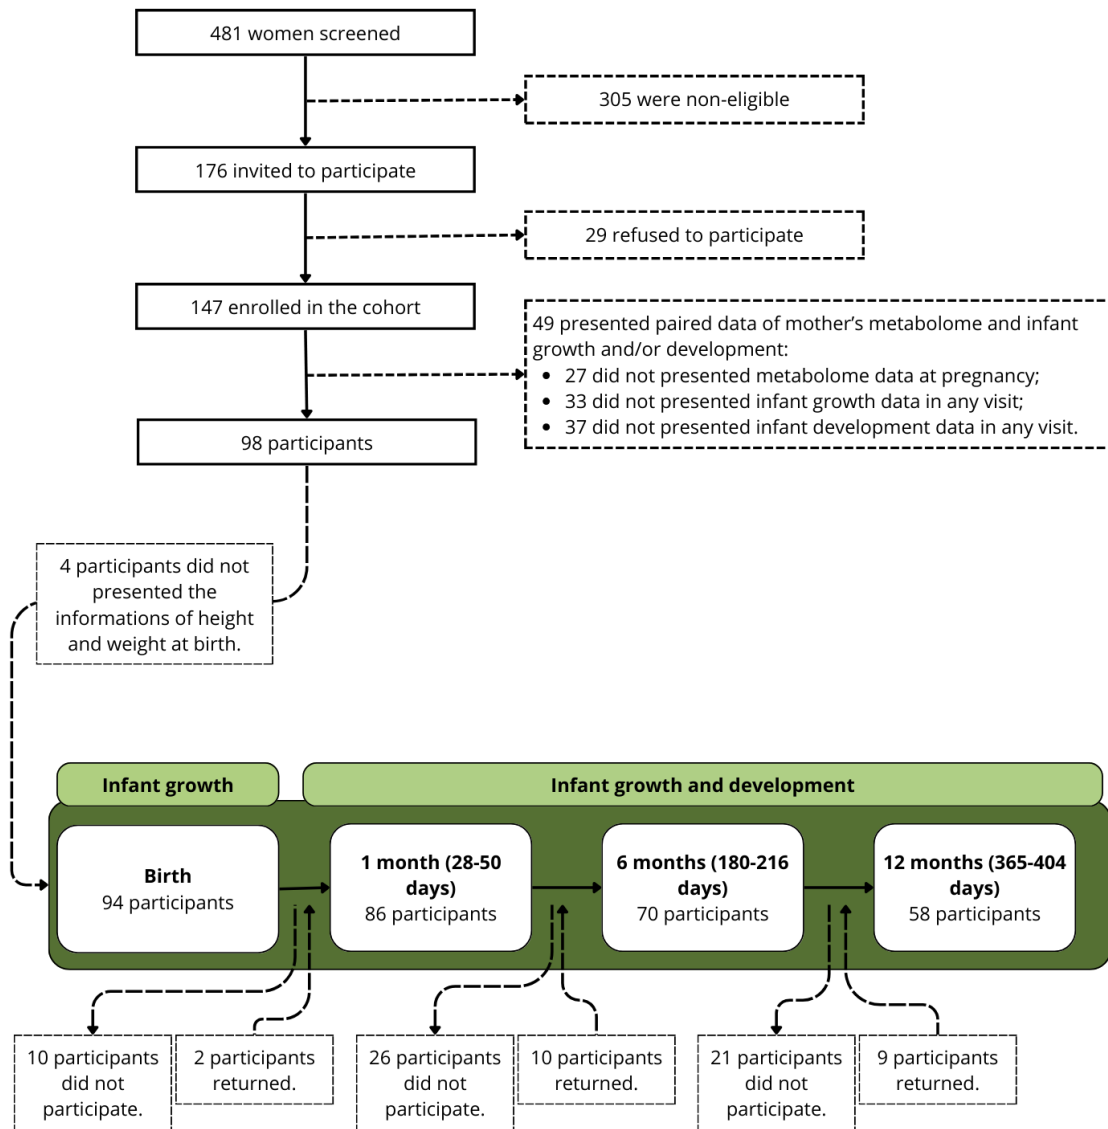 481 women screened
305 were non-eligible
176 invited to participate
29 refused to participate
147 enrolled in the cohort
49 presented paired data of mother's metabolome and infant
growth and/or development:
• 27 did not presented metabolome data at pregnancy;
• 33 did not presented infant growth data in any visit;
• 37 did not presented infant development data in any visit.
98 participants
4 participants did not
presented the
informations of height
and weight at birth.
Infant growth
Infant growth and development
Birth
94 participants
1 month (28-50
days)
86 participants
6 months (180-216
days)
70 participants
12 months (365-404
days)
58 participants
10 participants
did not
participate.
2 participants
returned.
26 participants
did not
participate.
10 participants
returned.
21 participants
did not
participate.
9 participants
returned.